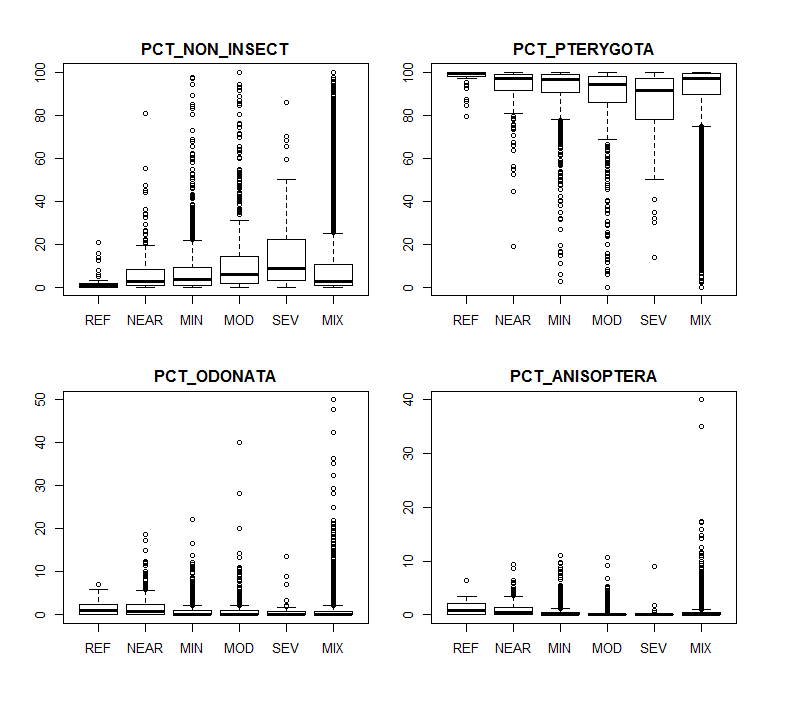 PCT_NON_INSECT
100
80
60
40
20
0
REF NEAR MIN MOD SEV MIX
PCT_PTERYGOTA
100
80
60
40
20
0
REF NEAR MIN MOD SEV MIX
PCT_ODONATA
50
40
30
20
10
0
REF NEAR MIN MOD SEV MIX
PCT_ANISOPTERA
40
30
20
10
0
REF NEAR MIN MOD SEV MIX